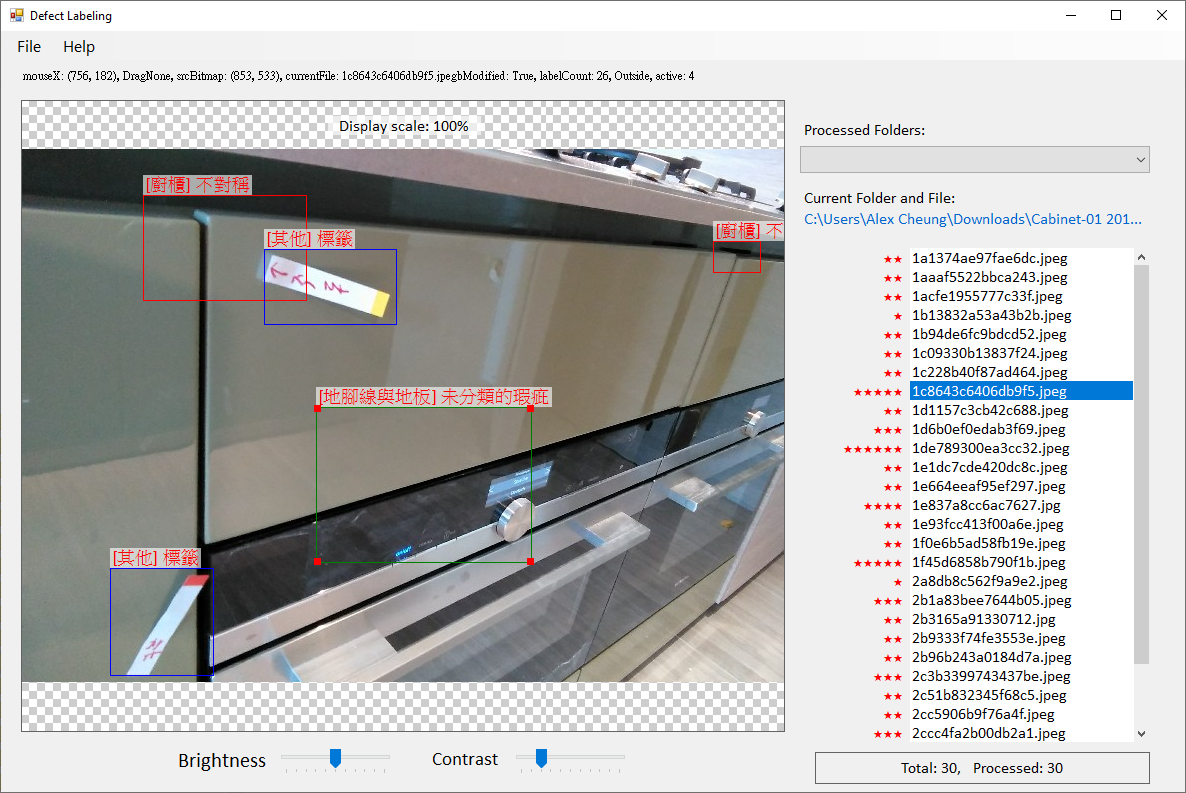 Defect Labeling
File Help
mouseX: (756, 182), DragNone, srcBitmap: (853, 533), currentFile: 1c8643c6406db9f5.jpegbModified: True, labelCount: 26, Outside, active: 4
Display scale: 100%
[廚櫃] 不對稱
[其他] 標籤
[廚櫃] 不
[地腳線與地板] 未分類的瑕疵
[其他] 標籤
Brightness
Contrast
Processed Folders:
Current Folder and File:
C:\Users\Alex Cheung\Downloads\Cabinet-01 201...
★★ 1a1374ae97fae6dc.jpeg
★★ 1aaaf5522bbca243.jpeg
★★ 1acfe1955777c33f.jpeg
★ 1b13832a53a43b2b.jpeg
★★ 1b94de6fc9bdcd52.jpeg
★★ 1c09330b13837f24.jpeg
★★ 1c228b40f87ad464.jpeg
★★★★★ 1c8643c6406db9f5.jpeg
★★ 1d1157c3cb42c688.jpeg
★★★ 1d6b0ef0edab3f69.jpeg
★★★★★★ 1de789300ea3cc32.jpeg
★★ 1e1dc7cde420dc8c.jpeg
★★ 1e664eeaf95ef297.jpeg
★★★★ 1e837a8cc6ac7627.jpg
★★ 1e93fcc413f00a6e.jpg
★★ 1f0e6b5ad58fb19e.jpeg
★★★★★ 1f45d6858b790f1b.jpeg
★ 2a8db8c562f9a9e2.jpeg
★★★ 2b1a83bee7644b05.jpeg
★★ 2b3165a91330712.jpg
★★ 2b9333f74fe3553e.jpeg
★★ 2b96b243a0184d7a.jpeg
★★★ 2c3b3399743437be.jpeg
★★ 2c51b832345f68c5.jpeg
★★ 2cc5906b9f76a4f.jpeg
★★★ 2ccc4fa2b00db2a1.jpeg
Total: 30, Processed: 30